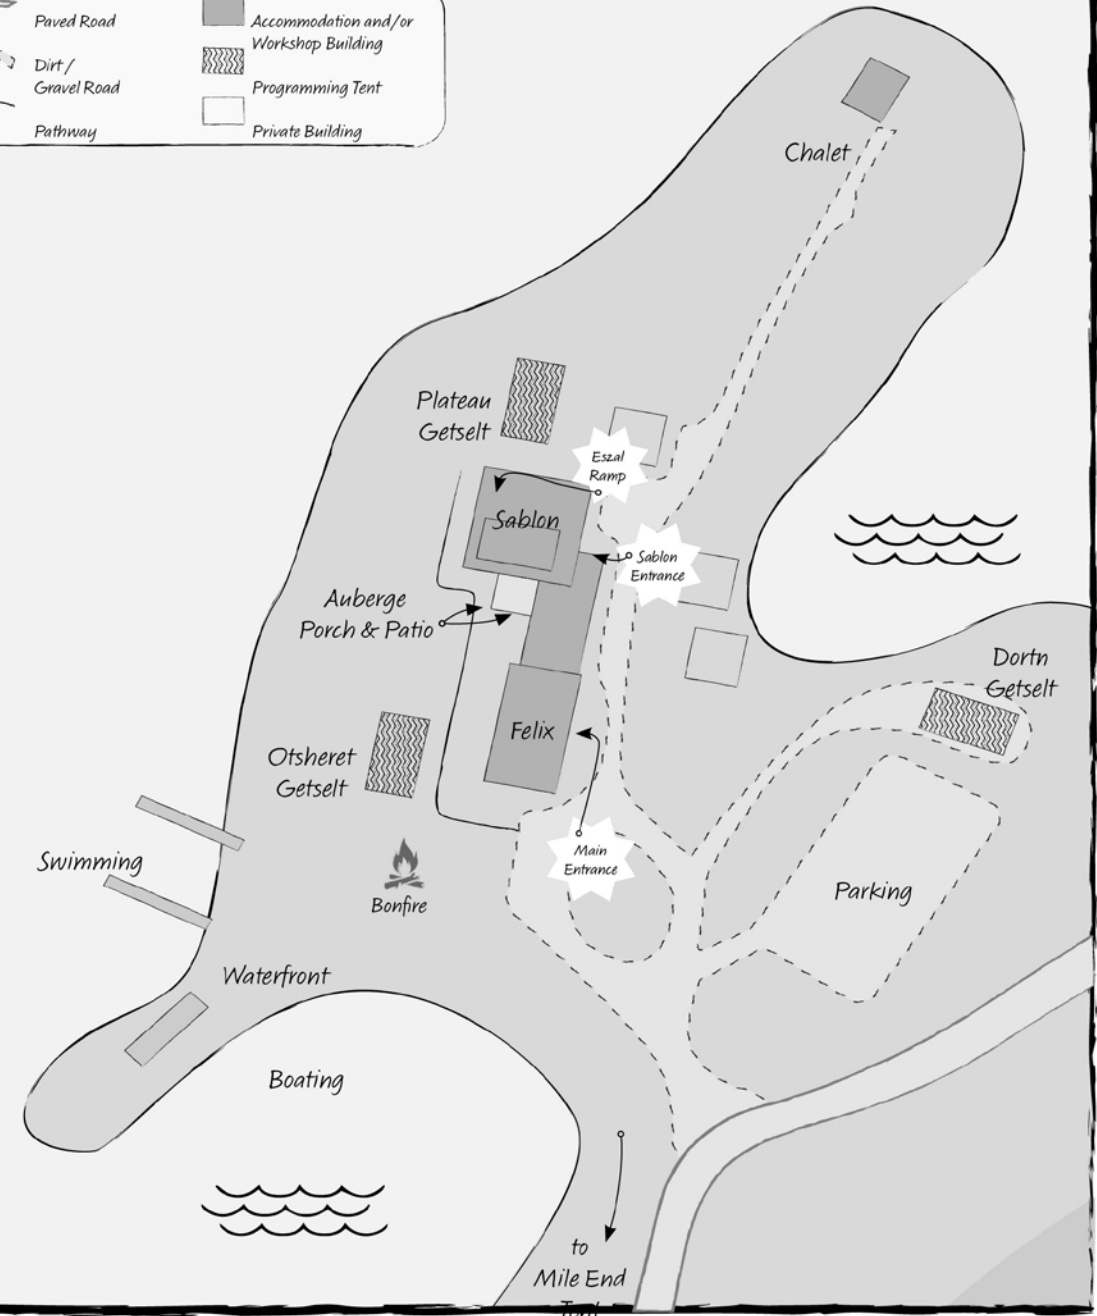 Paved Road
Accommodation and/or
Workshop Building
Dirt /
Gravel Road
Programming Tent
Pathway
Private Building
Chalet
Plateau
Getselt
Eszal
Ramp
Sablon
Sablon
Entrance
Auberge
Porch & Patio
Dortn
Getselt
Felix
Otsheret
Getselt
Main
Entrance
Swimming
Parking
Bonfire
Waterfront
Boating
to
Mile End